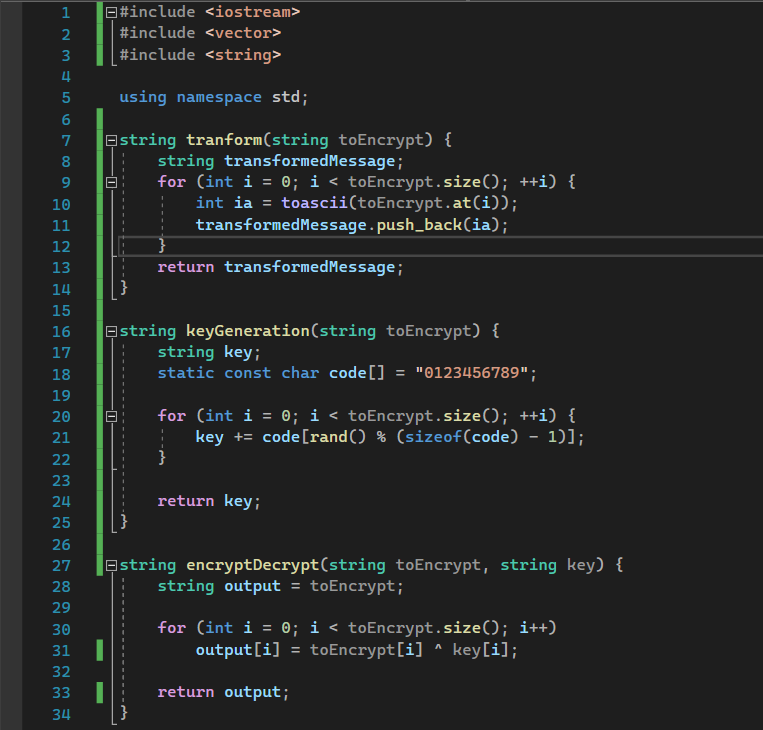 1 #include <iostream>
2 #include <vector>
3 #include <string>
4
5 using namespace std;
6
7 string tranform(string toEncrypt) {
8     string transformedMessage;
9     for (int i = 0; i < toEncrypt.size(); ++i) {
10         int ia = toascii(toEncrypt.at(i));
11         transformedMessage.push_back(ia);
12     }
13     return transformedMessage;
14 }
15
16 string keyGeneration(string toEncrypt) {
17     string key;
18     static const char code[] = "0123456789";
19
20     for (int i = 0; i < toEncrypt.size(); ++i) {
21         key += code[rand() % (sizeof(code) - 1)];
22     }
23
24     return key;
25 }
26
27 string encryptDecrypt(string toEncrypt, string key) {
28     string output = toEncrypt;
29
30     for (int i = 0; i < toEncrypt.size(); i++)
31         output[i] = toEncrypt[i] ^ key[i];
32
33     return output;
34 }